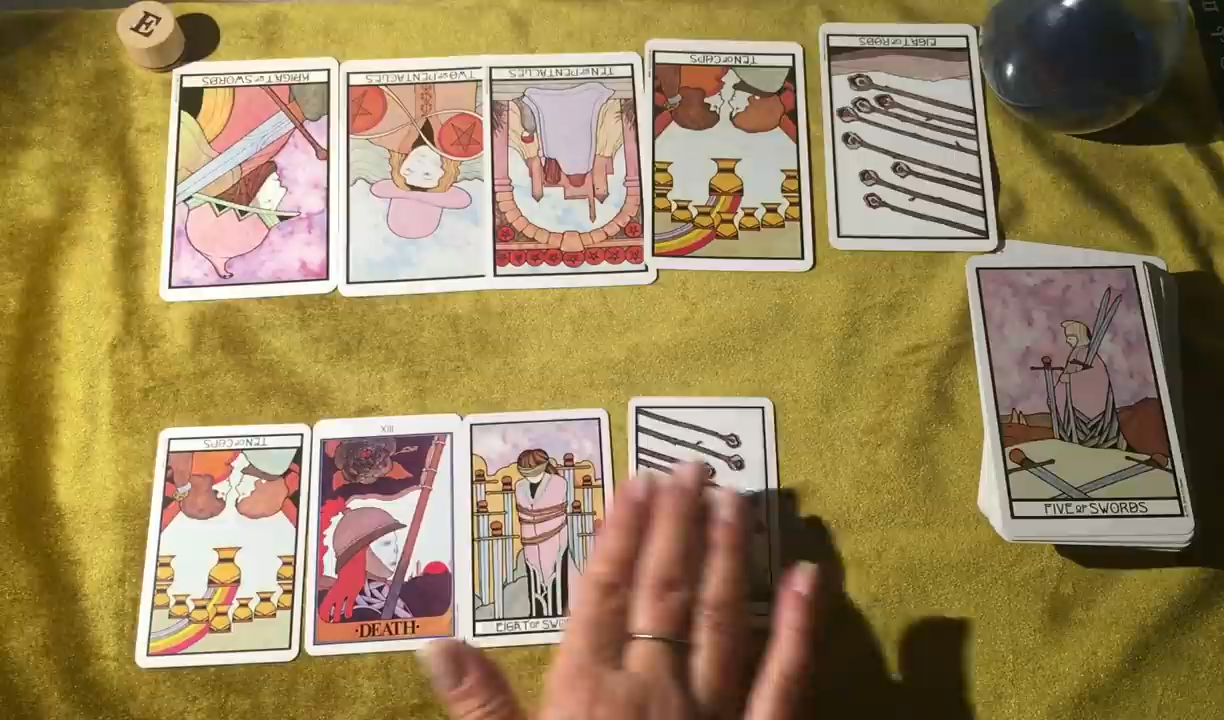 E
KNIGHT OF SWORDS
TWO OF PENTACLES
TEN OF PENTACLES
TEN OF CUPS
EIGHT OF RODS
FIVE OF SWORDS
TEN OF CUPS
XIII
·DEATH·
EIGHT OF